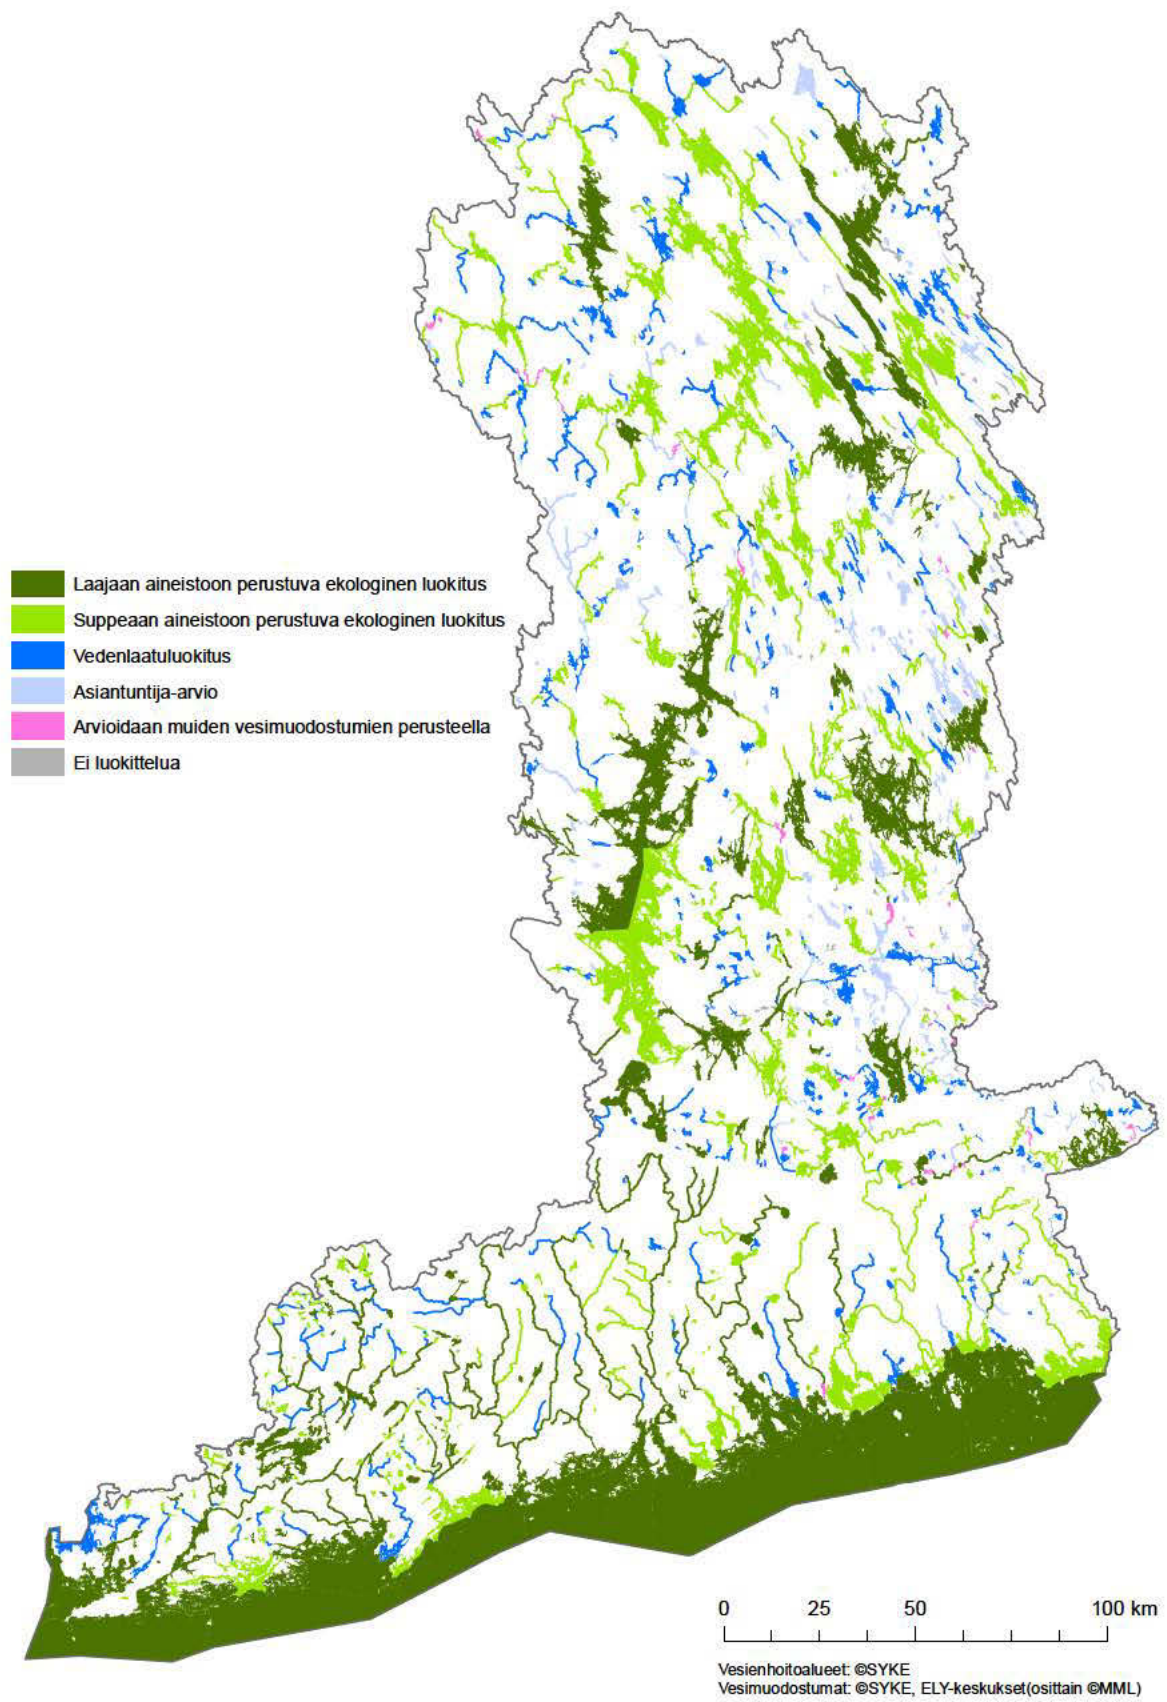 Laajaan aineistoon perustuva ekologinen luokitus
Suppeaan aineistoon perustuva ekologinen luokitus
Vedenlaatuluokitus
Asiantuntija-arvio
Arvioidaan muiden vesimuodostumien perusteella
Ei luokittelua
0 25 50 100 km
Vesienhoitoalueet: ©SYKE
Vesimuodostumat: ©SYKE, ELY-keskukset(osittain ©MML)